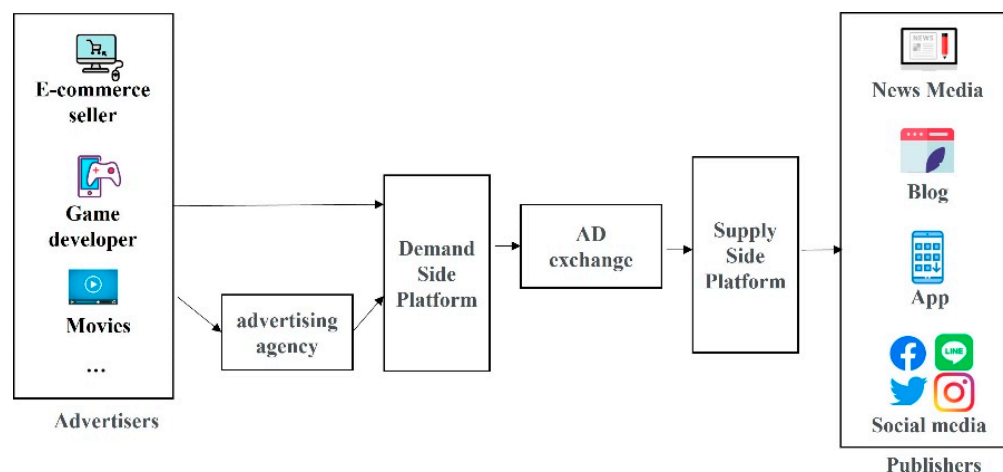 E-commerce
seller
Game
developer
Movies
...
Advertisers
advertising
agency
Demand
Side
Platform
AD
exchange
Supply
Side
Platform
NEWS
News Media
Blog
App
LINE
Social media
Publishers